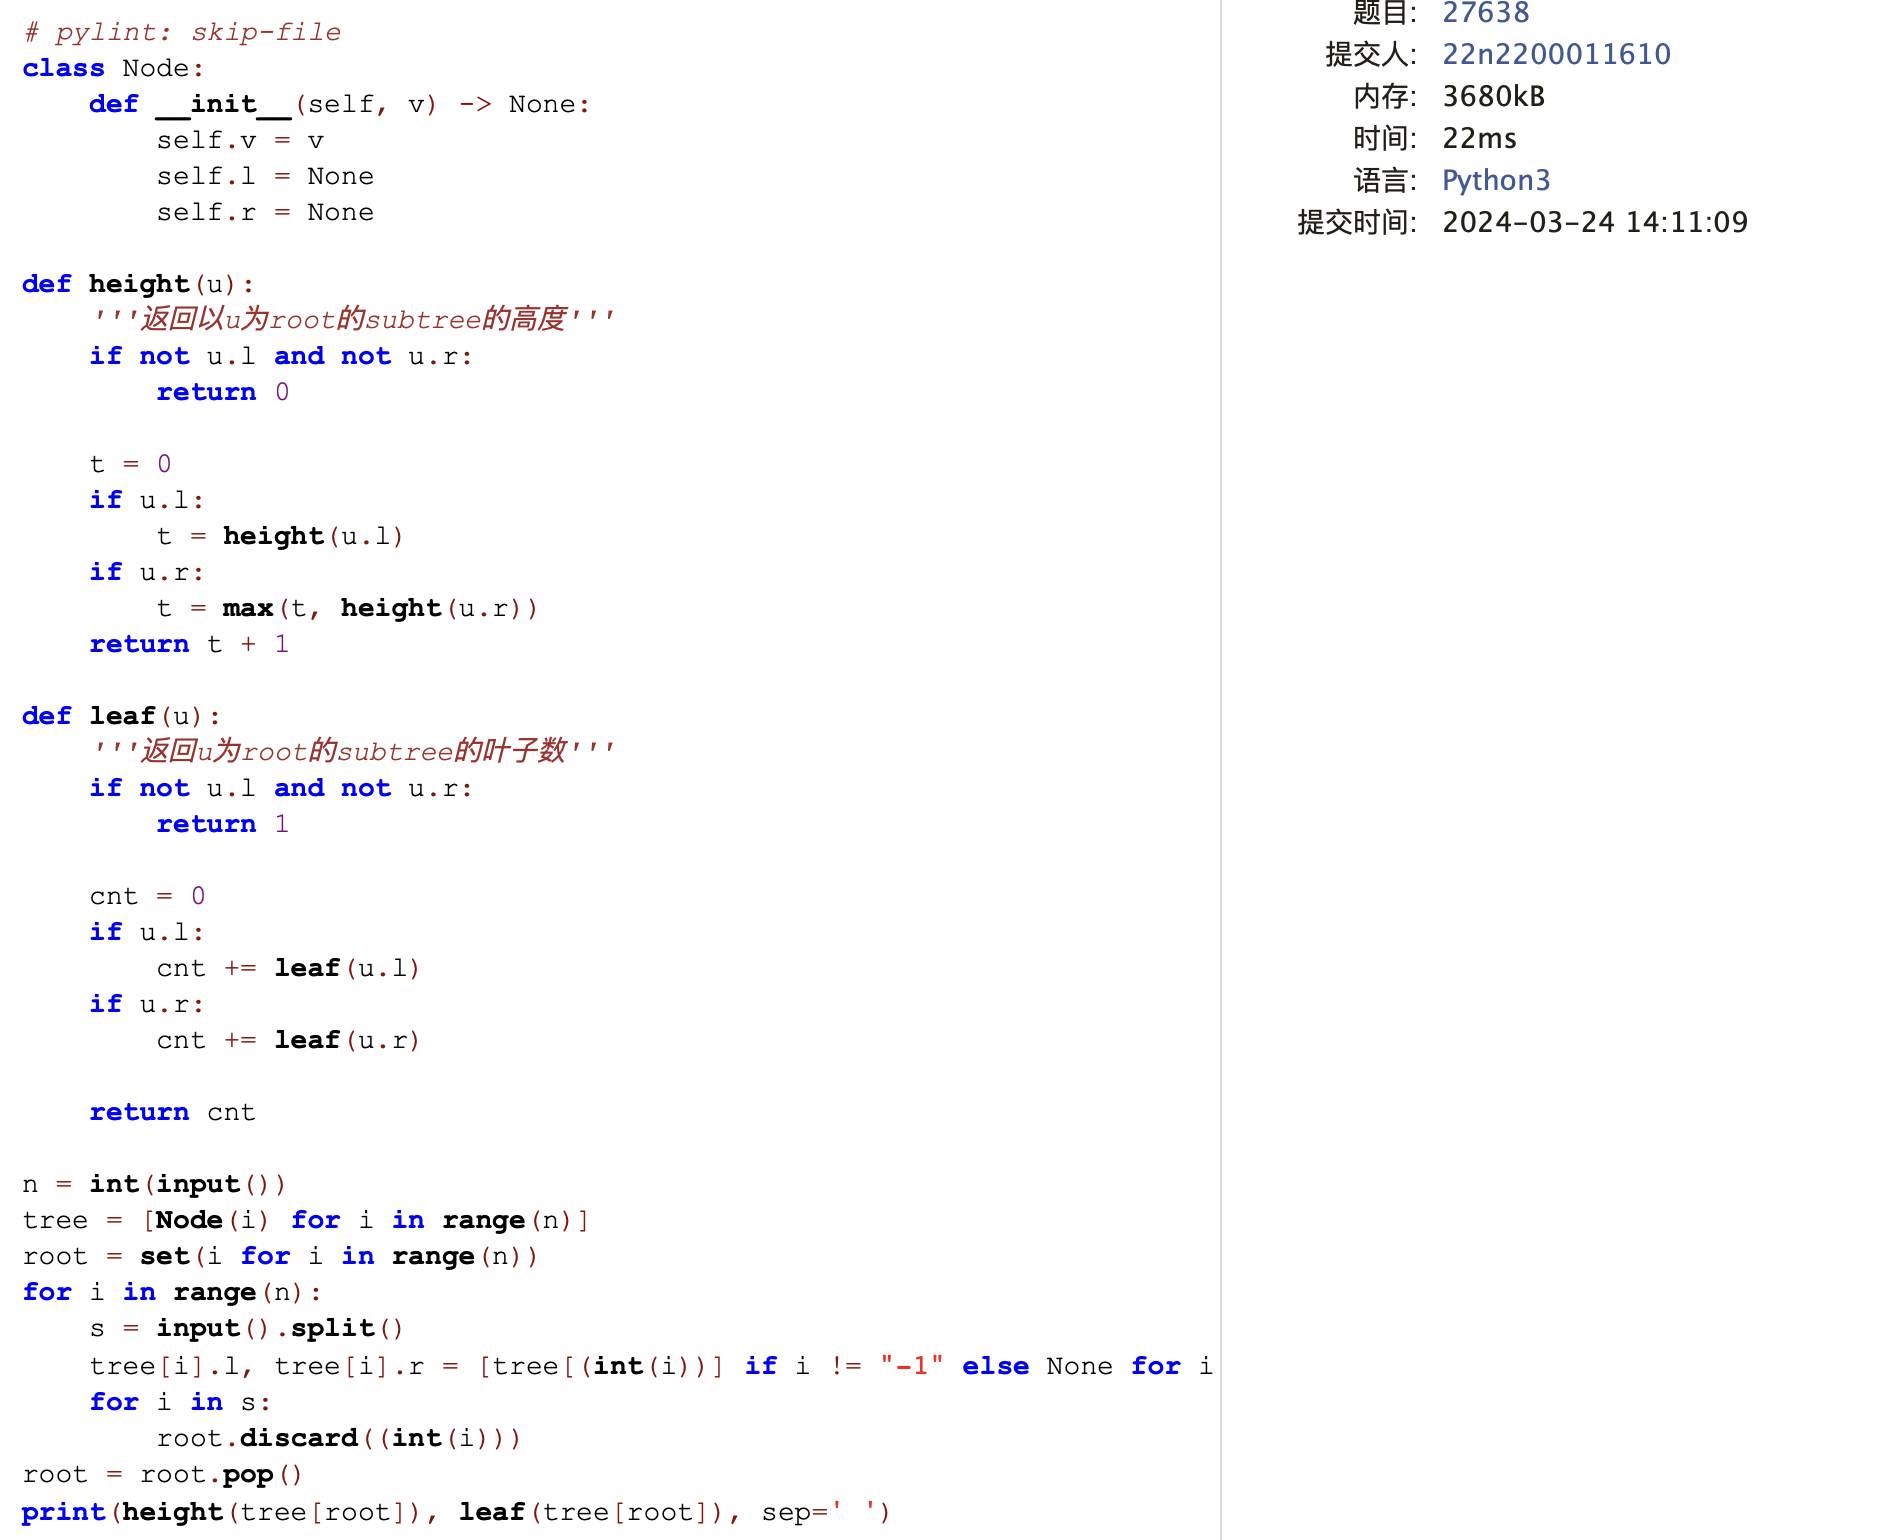 # pylint: skip-file
class Node:
    def __init__(self, v) -> None:
        self.v = v
        self.l = None
        self.r = None

def height(u):
    '''返回以u为root的subtree的高度'''
    if not u.l and not u.r:
        return 0

    t = 0
    if u.l:
        t = height(u.l)
    if u.r:
        t = max(t, height(u.r))
    return t + 1

def leaf(u):
    '''返回u为root的subtree的叶子数'''
    if not u.l and not u.r:
        return 1

    cnt = 0
    if u.l:
        cnt += leaf(u.l)
    if u.r:
        cnt += leaf(u.r)

    return cnt

n = int(input())
tree = [Node(i) for i in range(n)]
root = set(i for i in range(n))
for i in range(n):
    s = input().split()
    tree[i].l, tree[i].r = [tree[(int(i))] if i != "-1" else None for i
    for i in s:
        root.discard((int(i)))
root = root.pop()
print(height(tree[root]), leaf(tree[root]), sep=' ')
题目: 27638
提交人: 22n2200011610
内存: 3680kB
时间: 22ms
语言: Python3
提交时间: 2024-03-24 14:11:09